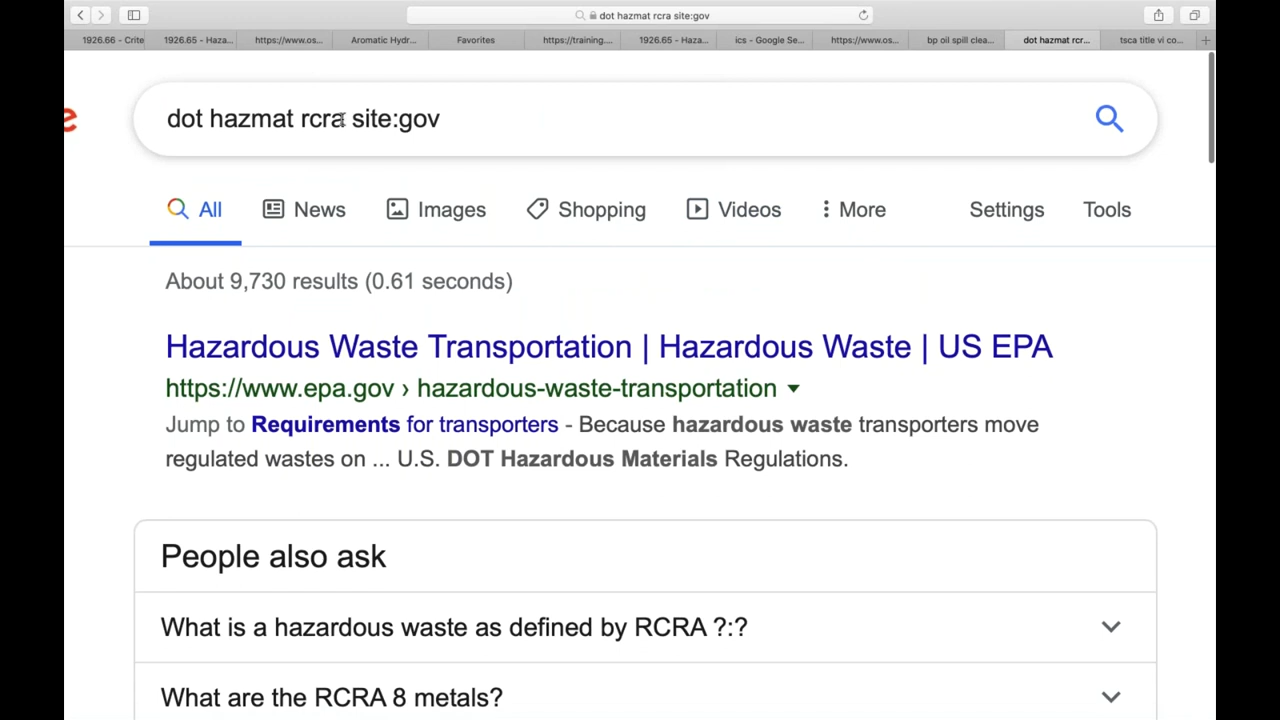 dot hazmat rcra site:gov
1926.66 - Crite
1926.65 - Haza...
https://www.os...
Aromatic Hydr...
Favorites
https://training....
1926.65 - Haza...
ics - Google Se...
https://www.os...
bp oil spill clea...
dot hazmat rcr...
tsca title vi co...
e
dot hazmat rcra site:gov
All
News
Images
Shopping
Videos
More
Settings
Tools
About 9,730 results (0.61 seconds)
Hazardous Waste Transportation | Hazardous Waste | US EPA
https://www.epa.gov › hazardous-waste-transportation
Jump to Requirements for transporters - Because hazardous waste transporters move
regulated wastes on ... U.S. DOT Hazardous Materials Regulations.
People also ask
What is a hazardous waste as defined by RCRA ?:?
What are the RCRA 8 metals?